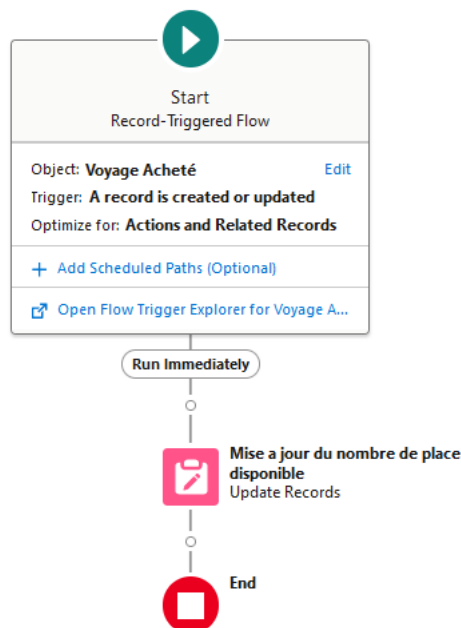 Start
Record-Triggered Flow
Object: Voyage Acheté
Edit
Trigger: A record is created or updated
Optimize for: Actions and Related Records
+ Add Scheduled Paths (Optional)
Open Flow Trigger Explorer for Voyage A...
Run Immediately
Mise a jour du nombre de place
disponible
Update Records
End